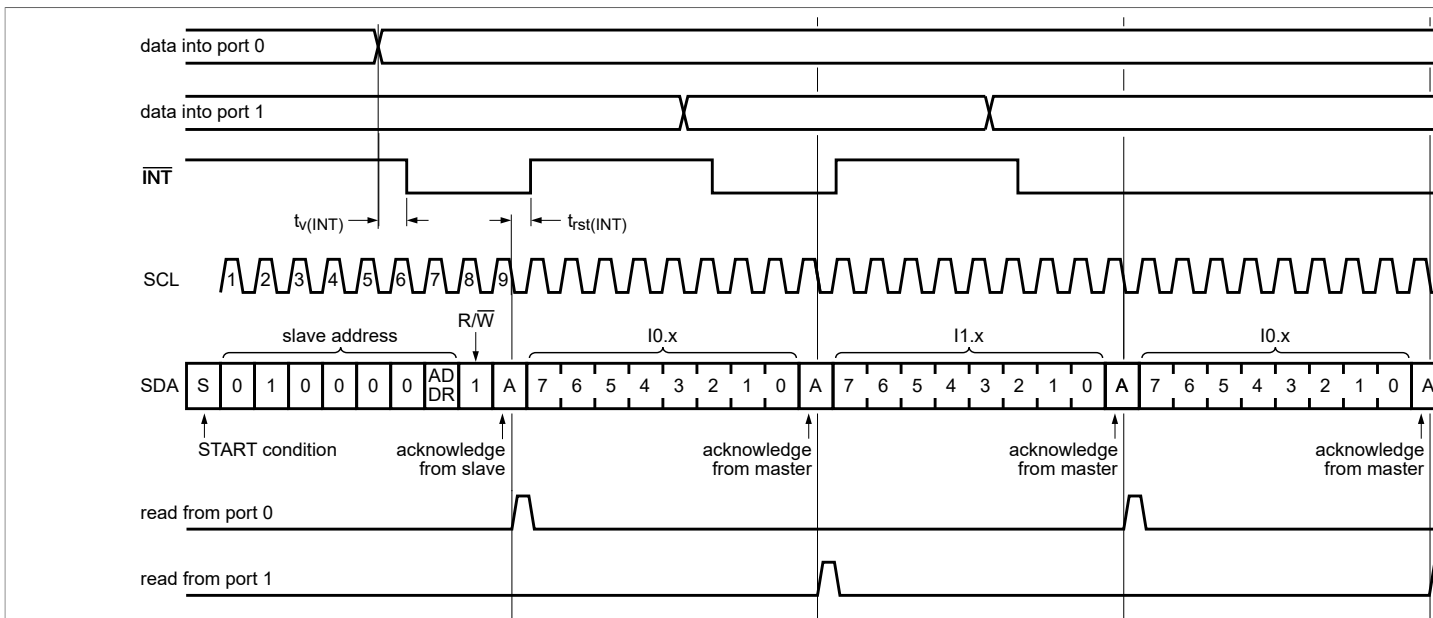 data into port 0
data into port 1
INT
tv(INT) trst(INT)
SCL 1 2 3 4 5 6 7 8 9
R/W
slave address I0.x I1.x I0.x
SDA S 0 1 0 0 0 0 AD DR 1 A 7 6 5 4 3 2 1 0 A 7 6 5 4 3 2 1 0 A 7 6 5 4 3 2 1 0 A
START condition acknowledge from slave acknowledge from master acknowledge from master acknowledge from master
read from port 0
read from port 1